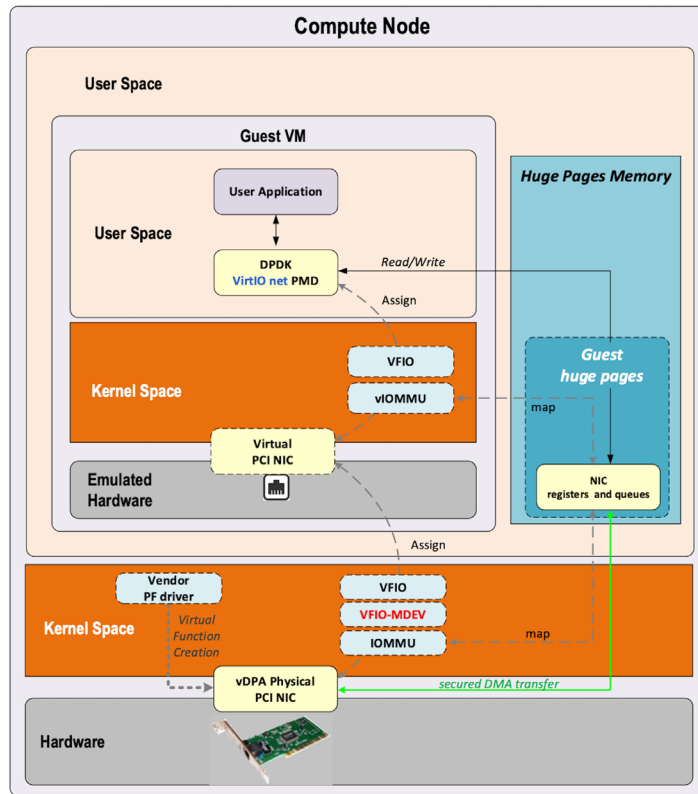 Compute Node
User Space
Guest VM
Huge Pages Memory
User Application
User Space
DPDK
VirtIO net PMD
Read/Write
Assign
VFIO
Kernel Space
vIOMMU
map
Guest
huge pages
Virtual
PCI NIC
Emulated
Hardware
NIC
registers and queues
Assign
Vendor
PF driver
VFIO
VFIO-MDEV
IOMMU
Kernel Space
Virtual
Function
Creation
map
vDPA Physical
PCI NIC
secured DMA transfer
Hardware